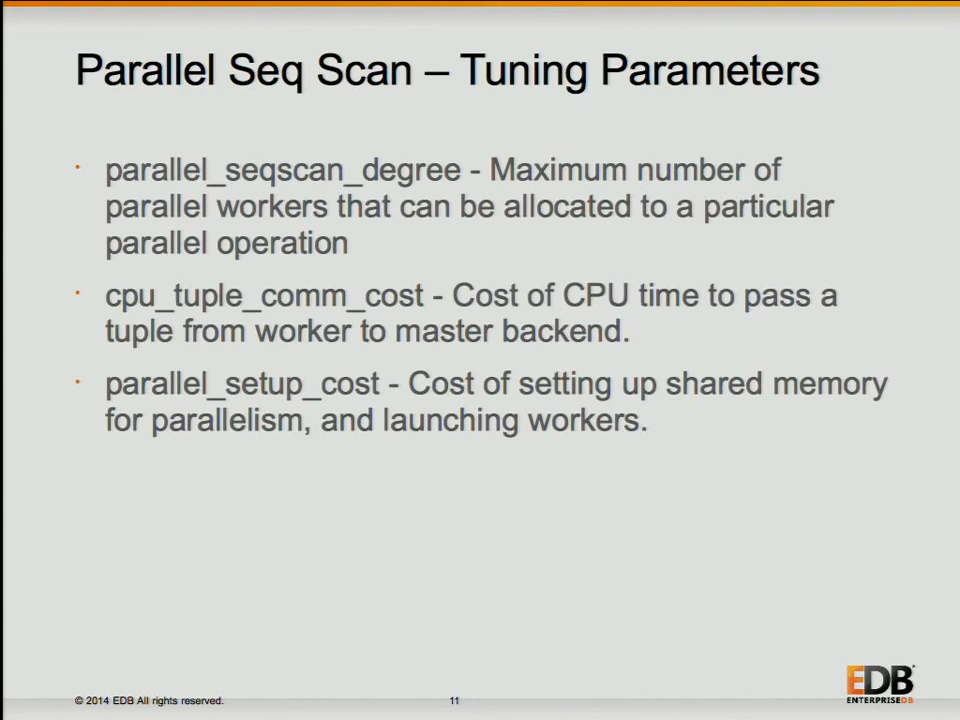 Parallel Seq Scan – Tuning Parameters
· parallel_seqscan_degree - Maximum number of
parallel workers that can be allocated to a particular
parallel operation
· cpu_tuple_comm_cost - Cost of CPU time to pass a
tuple from worker to master backend.
· parallel_setup_cost - Cost of setting up shared memory
for parallelism, and launching workers.
© 2014 EDB All rights reserved.
11
EDB
ENTERPRISEDB